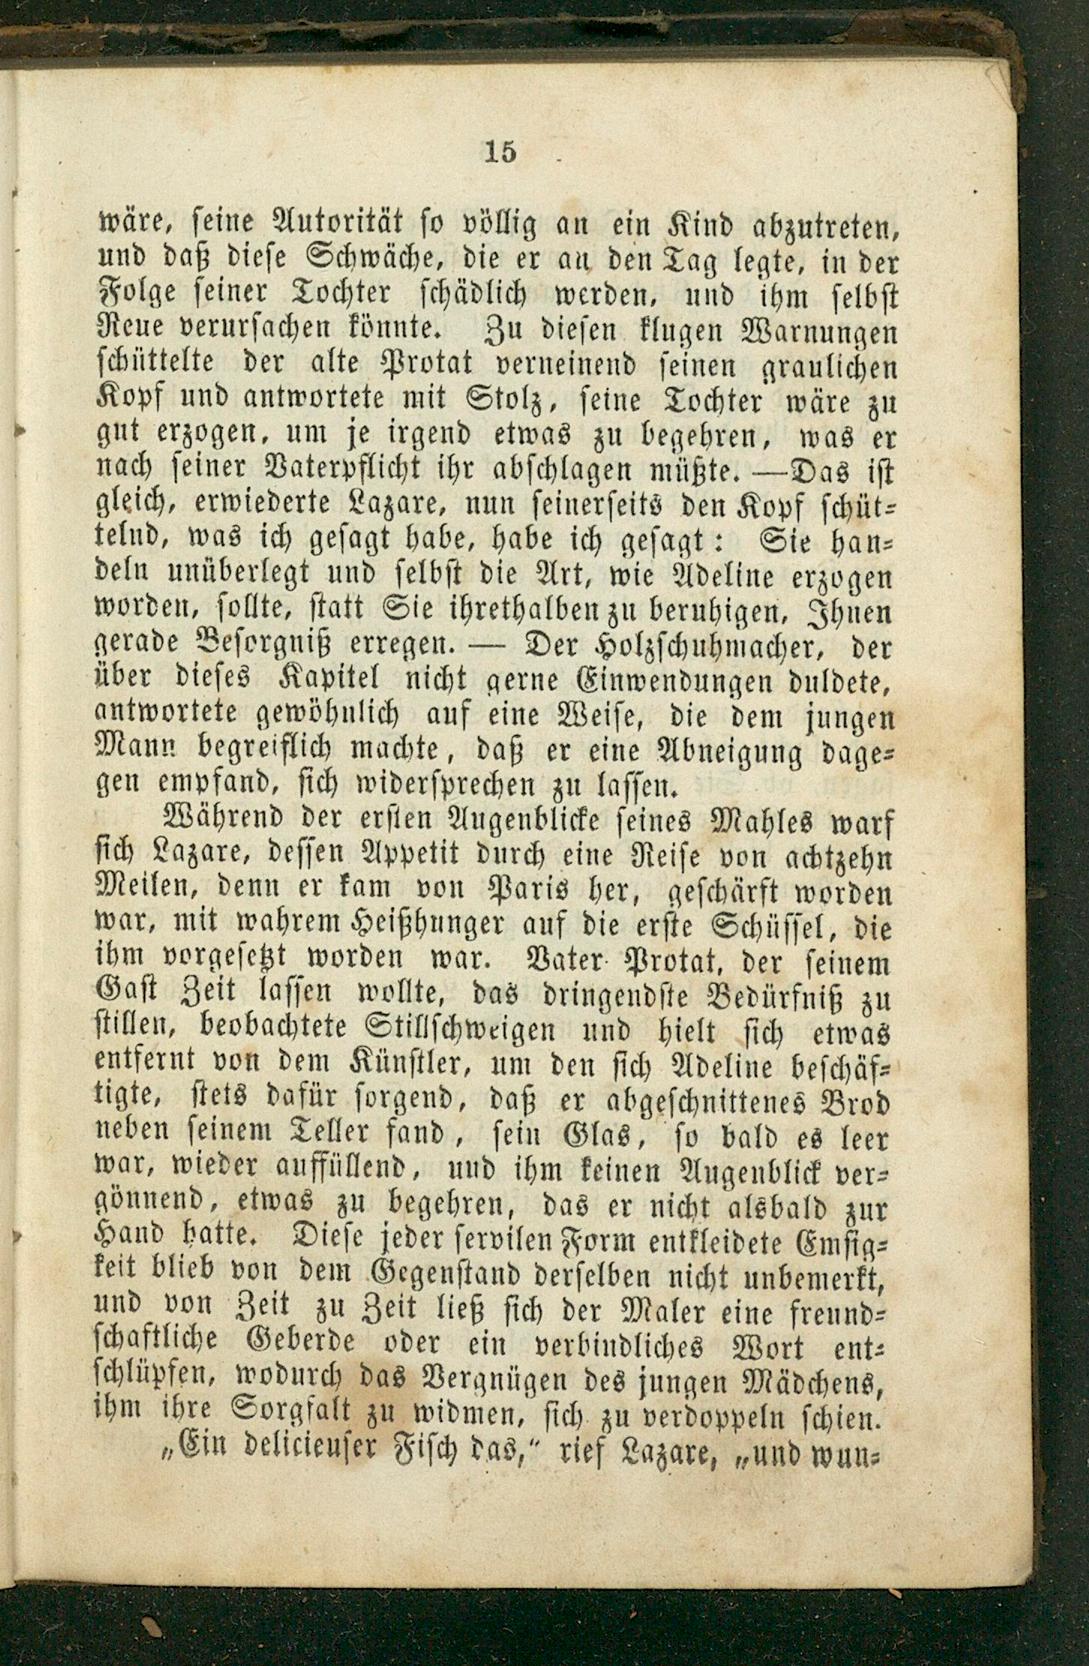 15
wäre, seine Autorität so völlig an ein Kind abzutreten,
und daß diese Schwäche, die er an den Tag legte, in der
Folge seiner Tochter schädlich werden, und ihm selbst
Reue verursachen könnte. Zu diesen klugen Warnungen
schüttelte der alte Protat verneinend seinen graulichen
Kopf und antwortete mit Stolz, seine Tochter wäre zu
gut erzogen, um je irgend etwas zu begehren, was er
nach seiner Vaterpflicht ihr abschlagen müßte. — Das ist
gleich, erwiederte Lazare, nun seinerseits den Kopf schüt-
telnd, was ich gesagt habe, habe ich gesagt: Sie han-
deln unüberlegt und selbst die Art, wie Adeline erzogen
worden, sollte, statt Sie ihrethalben zu beruhigen, Ihnen
gerade Besorgniß erregen. — Der Holzschuhmacher, der
über dieses Kapitel nicht gerne Einwendungen duldete,
antwortete gewöhnlich auf eine Weise, die dem jungen
Mann begreiflich machte, daß er eine Abneigung dage-
gen empfand, sich widersprechen zu lassen.
Während der ersten Augenblicke seines Mahles warf
sich Lazare, dessen Appetit durch eine Reise von achtzehn
Meilen, denn er kam von Paris her, geschärft worden
war, mit wahrem Heißhunger auf die erste Schüssel, die
ihm vorgesetzt worden war. Vater Protat, der seinem
Gast Zeit lassen wollte, das dringendste Bedürfniß zu
stillen, beobachtete Stillschweigen und hielt sich etwas
entfernt von dem Künstler, um den sich Adeline beschäf-
tigte, stets dafür sorgend, daß er abgeschnittenes Brod
neben seinem Teller fand, sein Glas, so bald es leer
war, wieder auffüllend, und ihm keinen Augenblick ver-
gönnend, etwas zu begehren, das er nicht alsbald zur
Hand hatte. Diese jeder servilen Form entkleidete Emsig-
keit blieb von dem Gegenstand derselben nicht unbemerkt,
und von Zeit zu Zeit ließ sich der Maler eine freund-
schaftliche Geberde oder ein verbindliches Wort ent-
schlüpfen, wodurch das Vergnügen des jungen Mädchens,
ihm ihre Sorgfalt zu widmen, sich zu verdoppeln schien.
„Ein delicieuser Fisch das,“ rief Lazare, „und wun-